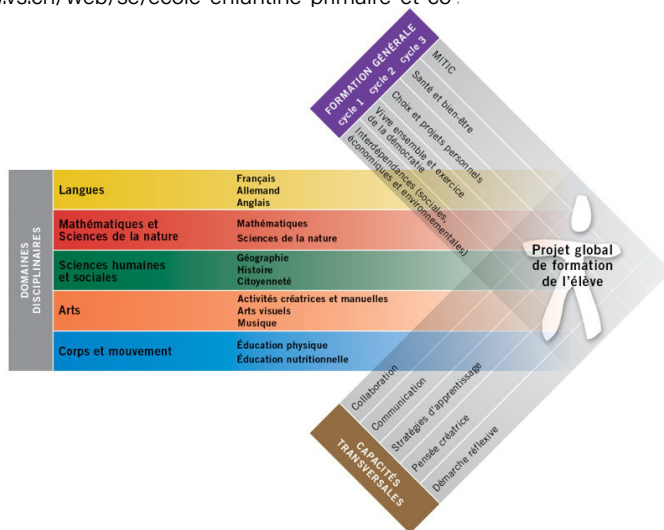 FORMATION GÉNÉRALE
cycle 1 cycle 2 cycle 3
MITIC
Santé et bien-être
Choix et projets personnels
Vivre ensemble et exercice
de la démocratie
Interdépendances (sociales,
économiques et environnementales)
DOMAINES
DISCIPLINAIRES
Langues
Français
Allemand
Anglais
Mathématiques et
Sciences de la nature
Mathématiques
Sciences de la nature
Sciences humaines
et sociales
Géographie
Histoire
Citoyenneté
Arts
Activités créatrices et manuelles
Arts visuels
Musique
Corps et mouvement
Éducation physique
Éducation nutritionnelle
Projet global
de formation
de l'élève
Collaboration
Communication
Stratégies d'apprentissage
Pensée créatrice
Démarche réflexive
CAPACITÉS
TRANSVERSALES